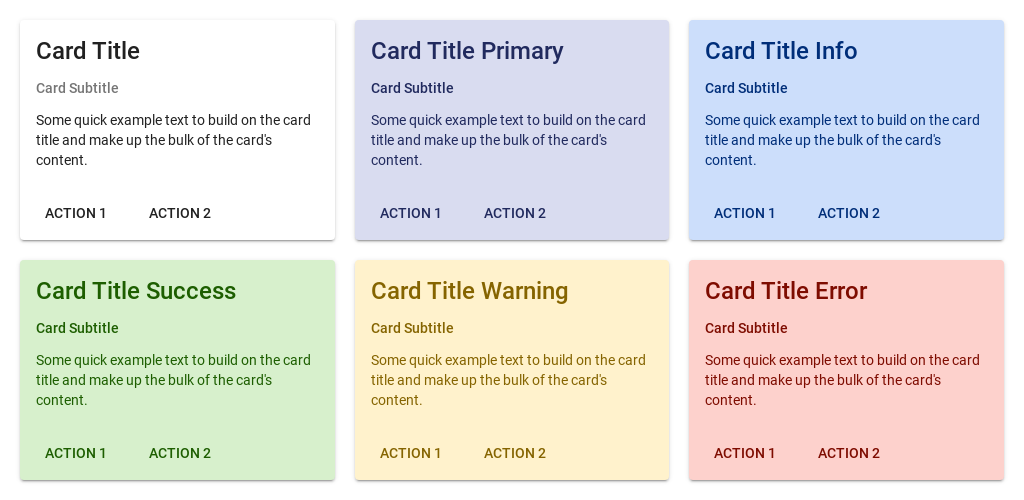 Card Title
Card Subtitle
Some quick example text to build on the card
title and make up the bulk of the card's
content.
ACTION 1 ACTION 2
Card Title Primary
Card Subtitle
Some quick example text to build on the card
title and make up the bulk of the card's
content.
ACTION 1 ACTION 2
Card Title Info
Card Subtitle
Some quick example text to build on the card
title and make up the bulk of the card's
content.
ACTION 1 ACTION 2
Card Title Success
Card Subtitle
Some quick example text to build on the card
title and make up the bulk of the card's
content.
ACTION 1 ACTION 2
Card Title Warning
Card Subtitle
Some quick example text to build on the card
title and make up the bulk of the card's
content.
ACTION 1 ACTION 2
Card Title Error
Card Subtitle
Some quick example text to build on the card
title and make up the bulk of the card's
content.
ACTION 1 ACTION 2